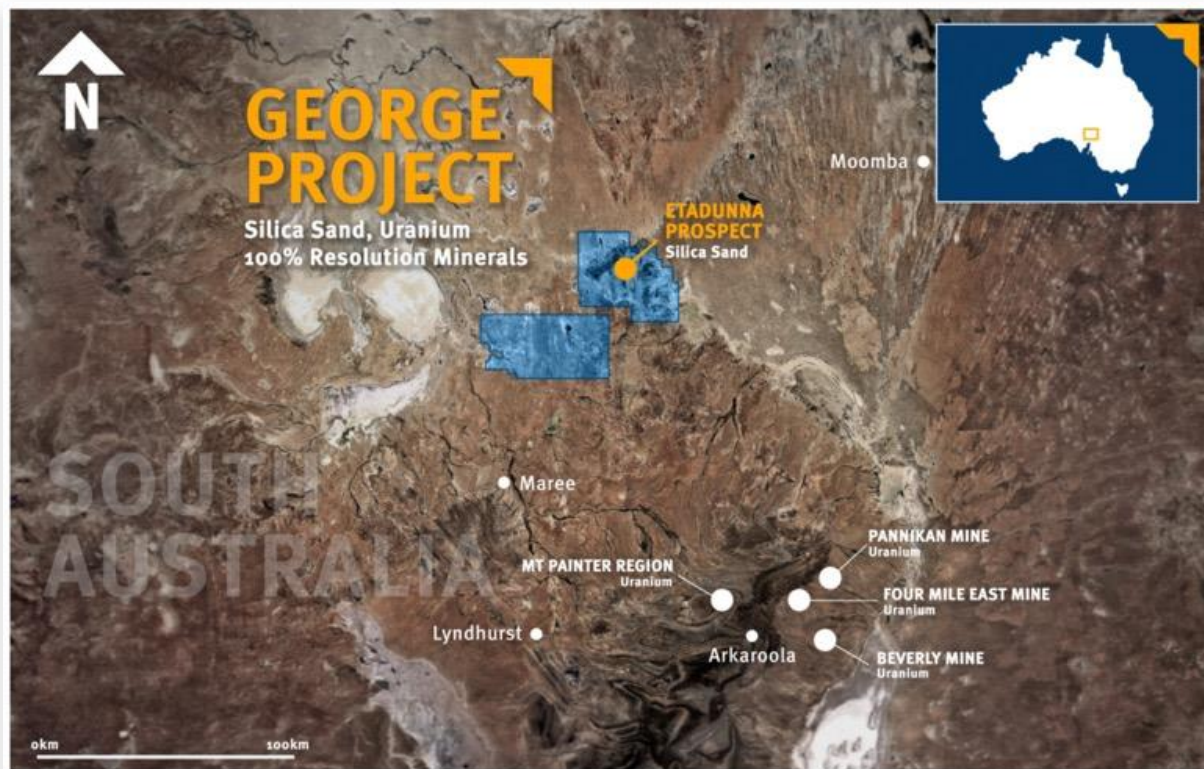 N
GEORGE
PROJECT
Silica Sand, Uranium
100% Resolution Minerals
Moomba
ETADUNNA
PROSPECT
Silica Sand
SOUTH
AUSTRALIA
Maree
PANNIKAN MINE
Uranium
MT PAINTER REGION
Uranium
FOUR MILE EAST MINE
Uranium
Lyndhurst
Arkaroola
BEVERLY MINE
Uranium
0km
100km